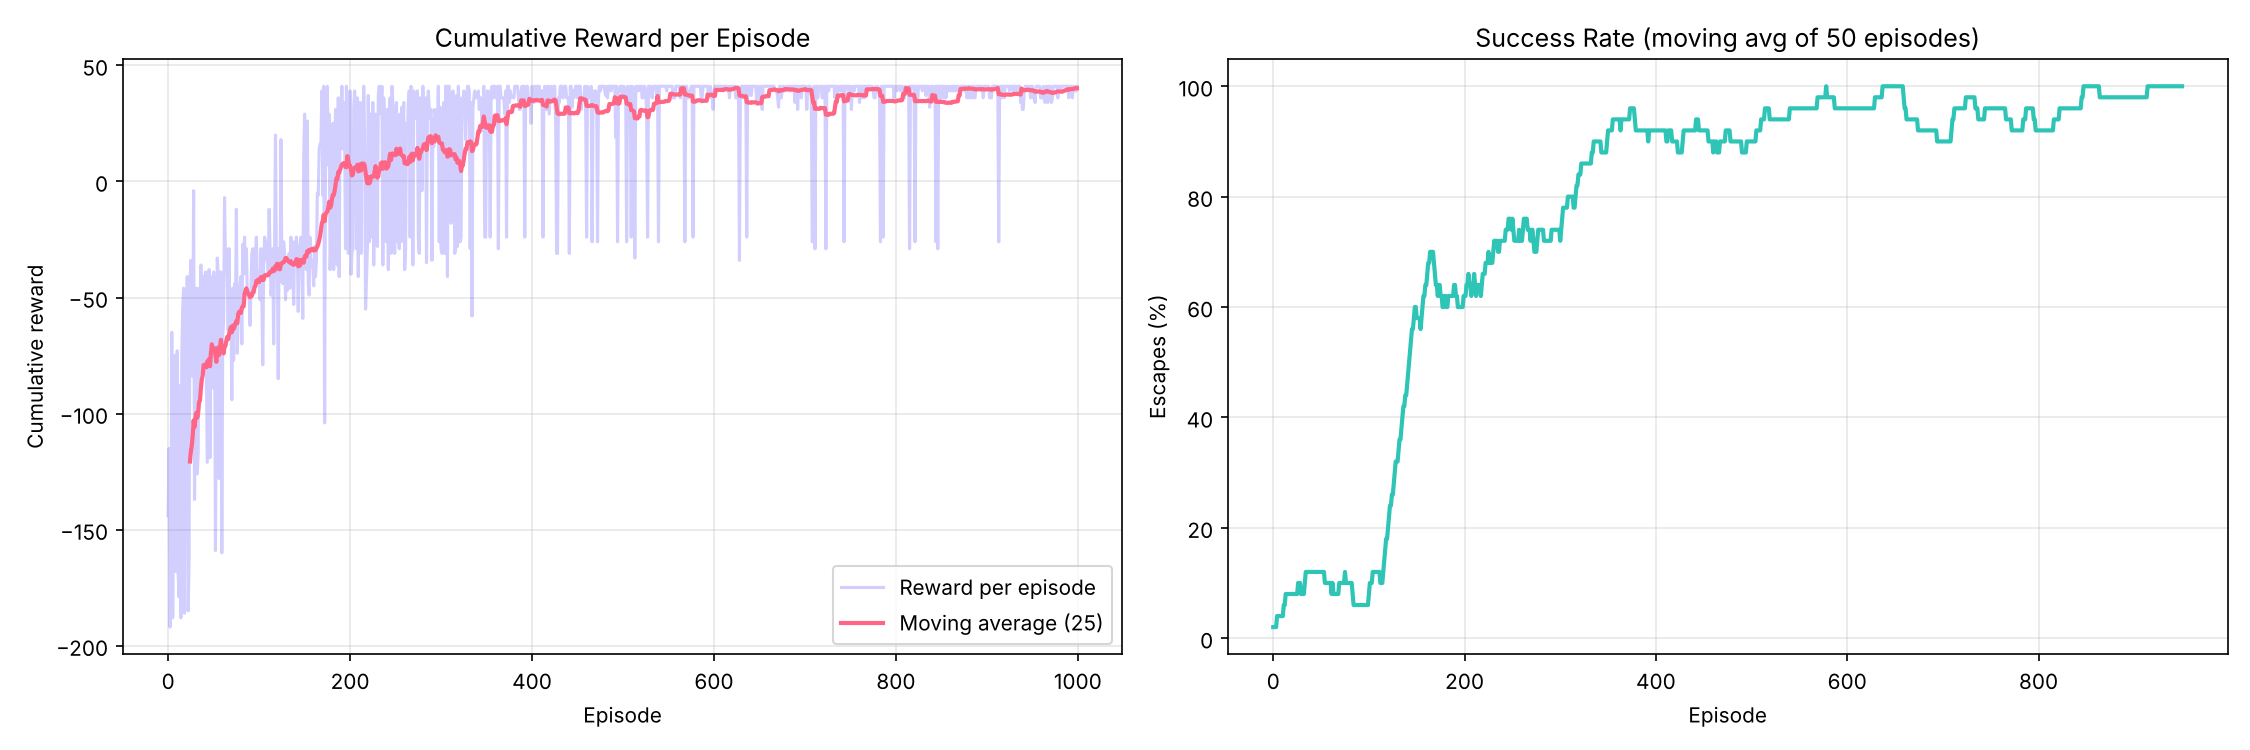 Cumulative Reward per Episode
50
0
−50
−100
−150
−200
Cumulative reward
0
200
400
600
800
1000
Episode
Reward per episode
Moving average (25)
Success Rate (moving avg of 50 episodes)
100
80
60
40
20
0
Escapes (%)
0
200
400
600
800
Episode